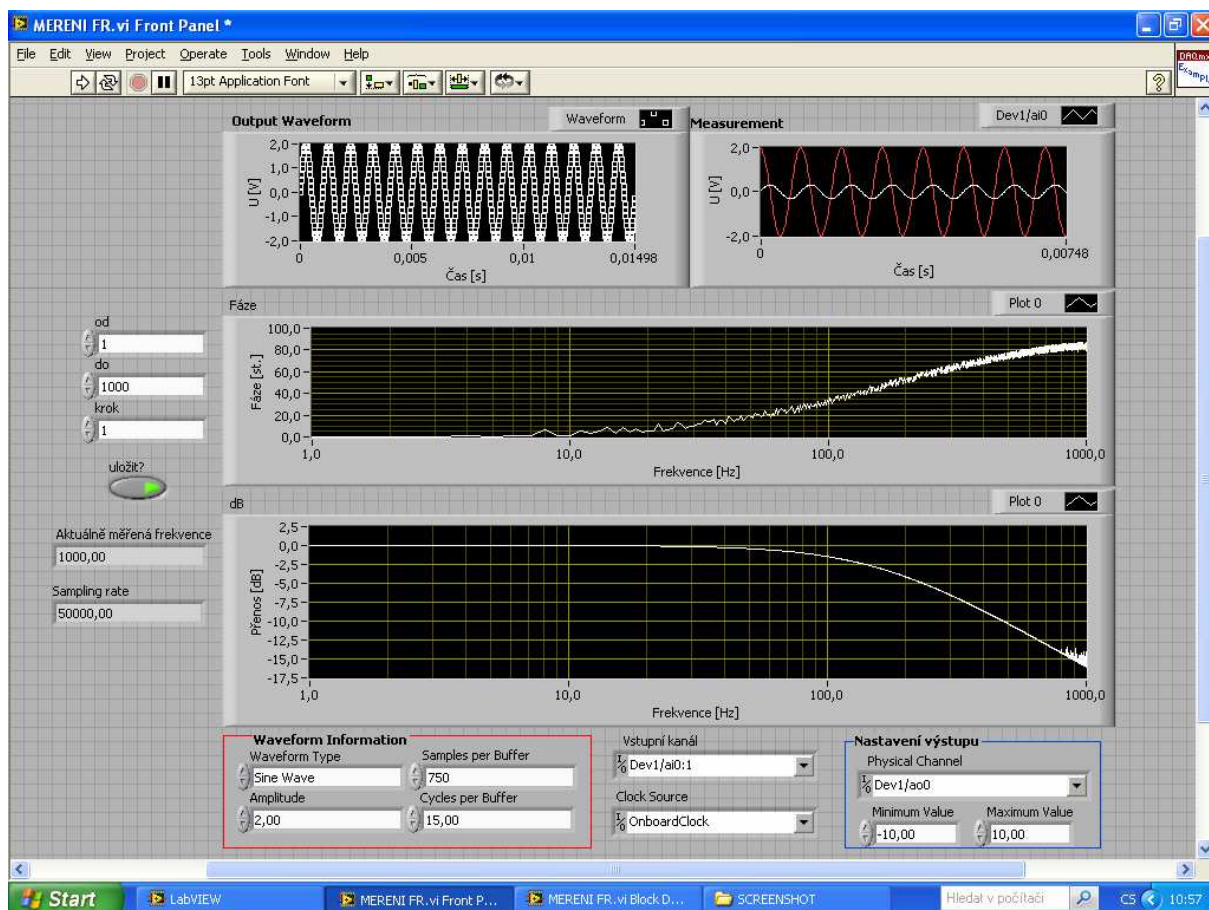 MERENI FR.vi Front Panel *
File Edit View Project Operate Tools Window Help
13pt Application Font
?
DAQmx
Exampl
Output Waveform
Waveform
2,0
1,0
0,0
-1,0
-2,0
U [V]
0 0,005 0,01 0,01498
Čas [s]
Measurement
Dev1/ai0
2,0
0,0
-2,0
U [V]
0 0,00748
Čas [s]
od
1
do
1000
krok
1
uložit?
Aktuálně měřená frekvence
1000,00
Sampling rate
50000,00
Fáze
Plot 0
100,0
80,0
60,0
40,0
20,0
0,0
Fáze [st.]
1,0 10,0 100,0 1000,0
Frekvence [Hz]
dB
Plot 0
2,5
0,0
-2,5
-5,0
-7,5
-10,0
-12,5
-15,0
-17,5
Přenos [dB]
1,0 10,0 100,0 1000,0
Frekvence [Hz]
Waveform Information
Waveform Type
Sine Wave
Samples per Buffer
750
Amplitude
2,00
Cycles per Buffer
15,00
Vstupní kanál
Dev1/ai0:1
Clock Source
OnboardClock
Nastavení výstupu
Physical Channel
Dev1/ao0
Minimum Value
-10,00
Maximum Value
10,00
Start
LabVIEW
MERENI FR.vi Front P...
MERENI FR.vi Block D...
SCREENSHOT
Hledat v počítači
CS
10:57